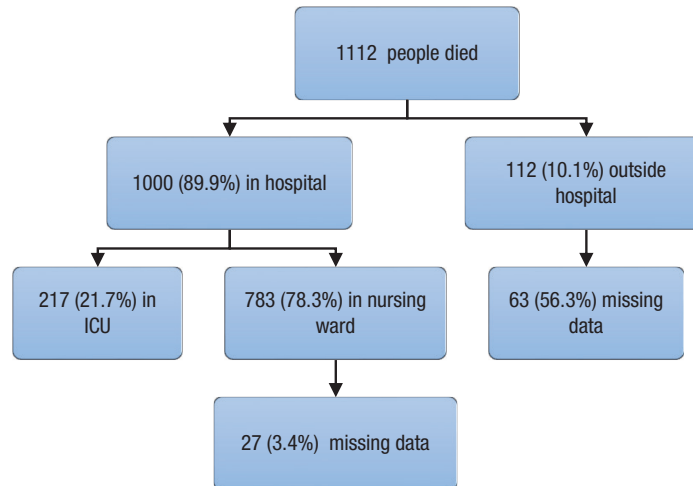 1112 people died
1000 (89.9%) in hospital
112 (10.1%) outside
hospital
217 (21.7%) in
ICU
783 (78.3%) in nursing
ward
63 (56.3%) missing
data
27 (3.4%) missing data